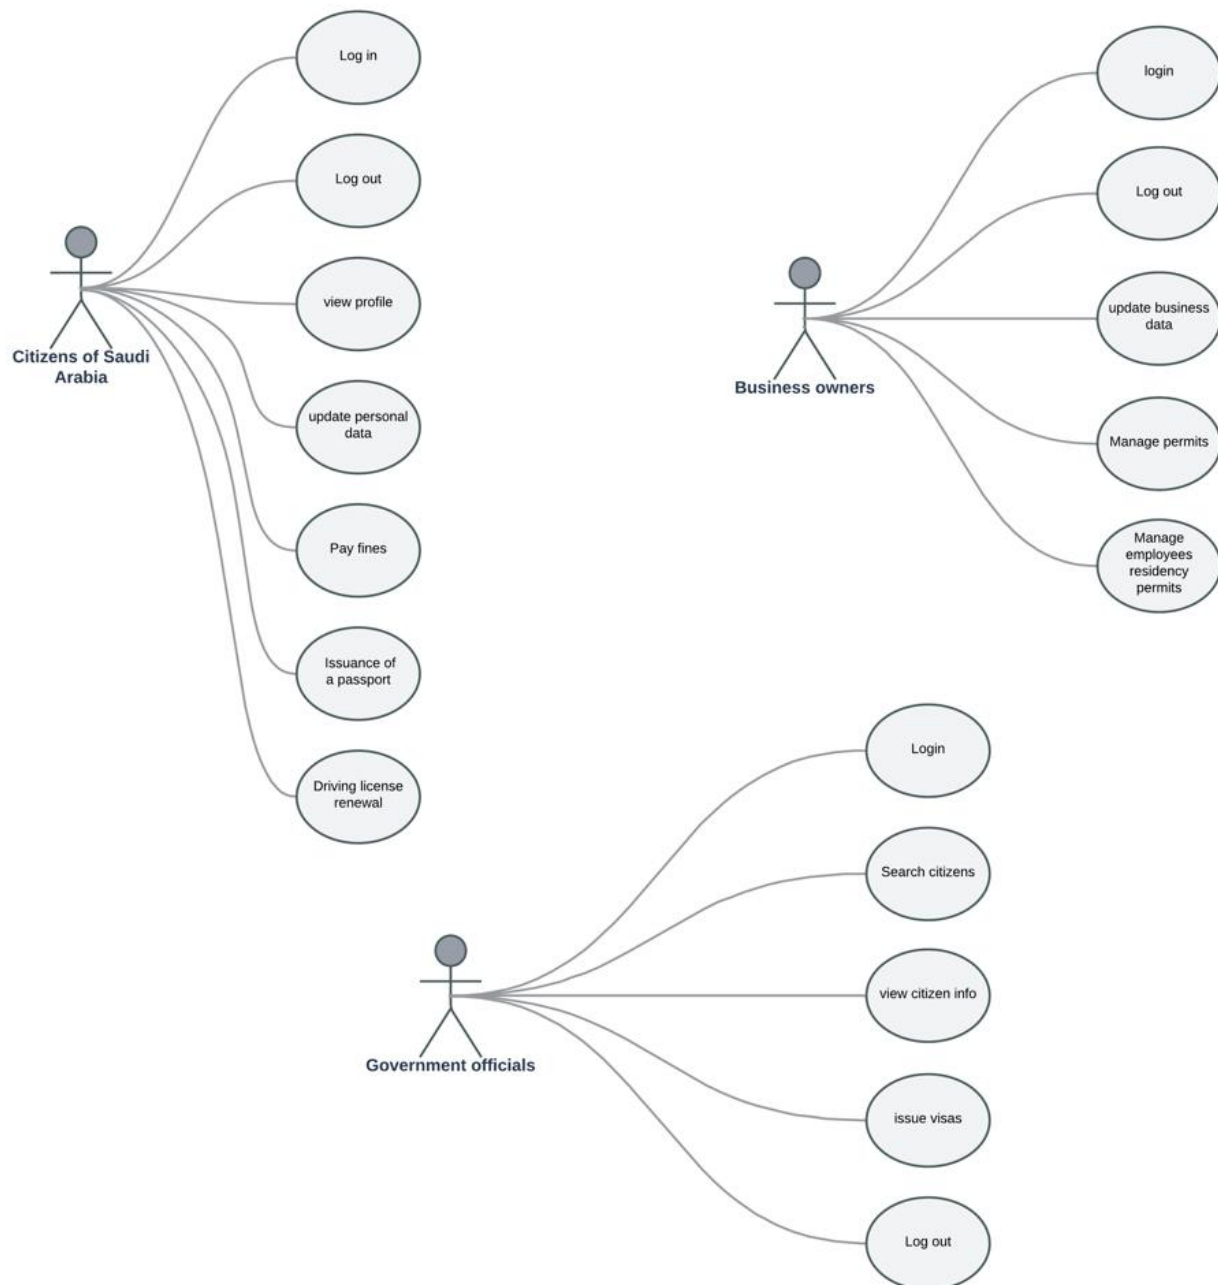 Log in
Log out
view profile
Citizens of Saudi
Arabia
update personal
data
Pay fines
Issuance of
a passport
Driving license
renewal
login
Log out
update business
data
Business owners
Manage permits
Manage
employees
residency
permits
Login
Search citizens
view citizen info
Government officials
issue visas
Log out